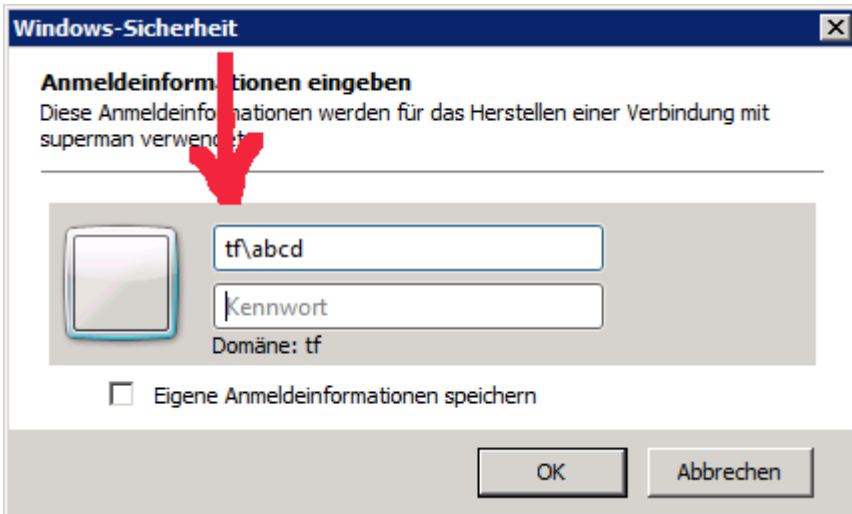 Windows-Sicherheit
Anmeldeinformationen eingeben
Diese Anmeldeinformationen werden für das Herstellen einer Verbindung mit
superman verwendet.
tf\abcd
Kennwort
Domäne: tf
Eigene Anmeldeinformationen speichern
OK
Abbrechen